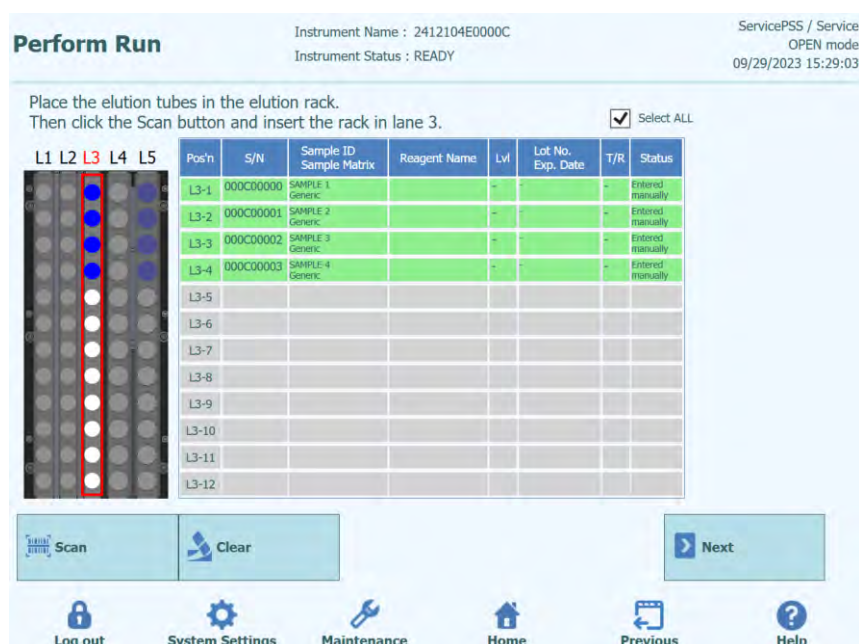 Perform Run
Instrument Name : 2412104E0000C
Instrument Status : READY
ServicePSS / Service
OPEN mode
09/29/2023 15:29:03
Place the elution tubes in the elution rack.
Then click the Scan button and insert the rack in lane 3.
Select ALL
L1 L2 L3 L4 L5
Pos'n S/N Sample ID Sample Matrix Reagent Name Lvl Lot No. Exp. Date T/R Status
L3-1 000C00000 SAMPLE 1 Generic - - - Entered manually
L3-2 000C00001 SAMPLE 2 Generic - - - Entered manually
L3-3 000C00002 SAMPLE 3 Generic - - - Entered manually
L3-4 000C00003 SAMPLE 4 Generic - - - Entered manually
L3-5
L3-6
L3-7
L3-8
L3-9
L3-10
L3-11
L3-12
Scan
Clear
Next
Log out
System Settings
Maintenance
Home
Previous
Help